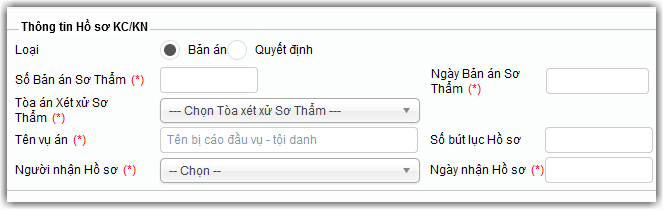 Thông tin Hồ sơ KC/KN
Loại Bản án Quyết định
Số Bản án Sơ Thẩm (*) Ngày Bản án Sơ
Thẩm (*)
Tòa án Xét xử Sơ
Thẩm (*) --- Chọn Tòa xét xử Sơ Thẩm ---
Tên vụ án (*) Tên bị cáo đầu vụ - tội danh Số bút lục Hồ sơ
Người nhận Hồ sơ (*) -- Chọn -- Ngày nhận Hồ sơ (*)